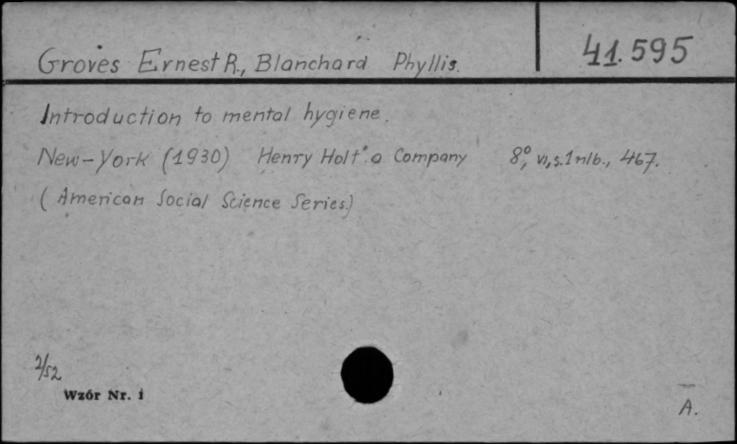 Groves Ernest R., Blanchard Phyllis.
41.595
Introduction to mental hygiene.
New-York (1930) Henry Holt a Company 8°, VI, s. 1 nlb., 467.
(American Social Science Series)
2/52
Wzór Nr. 1
A.